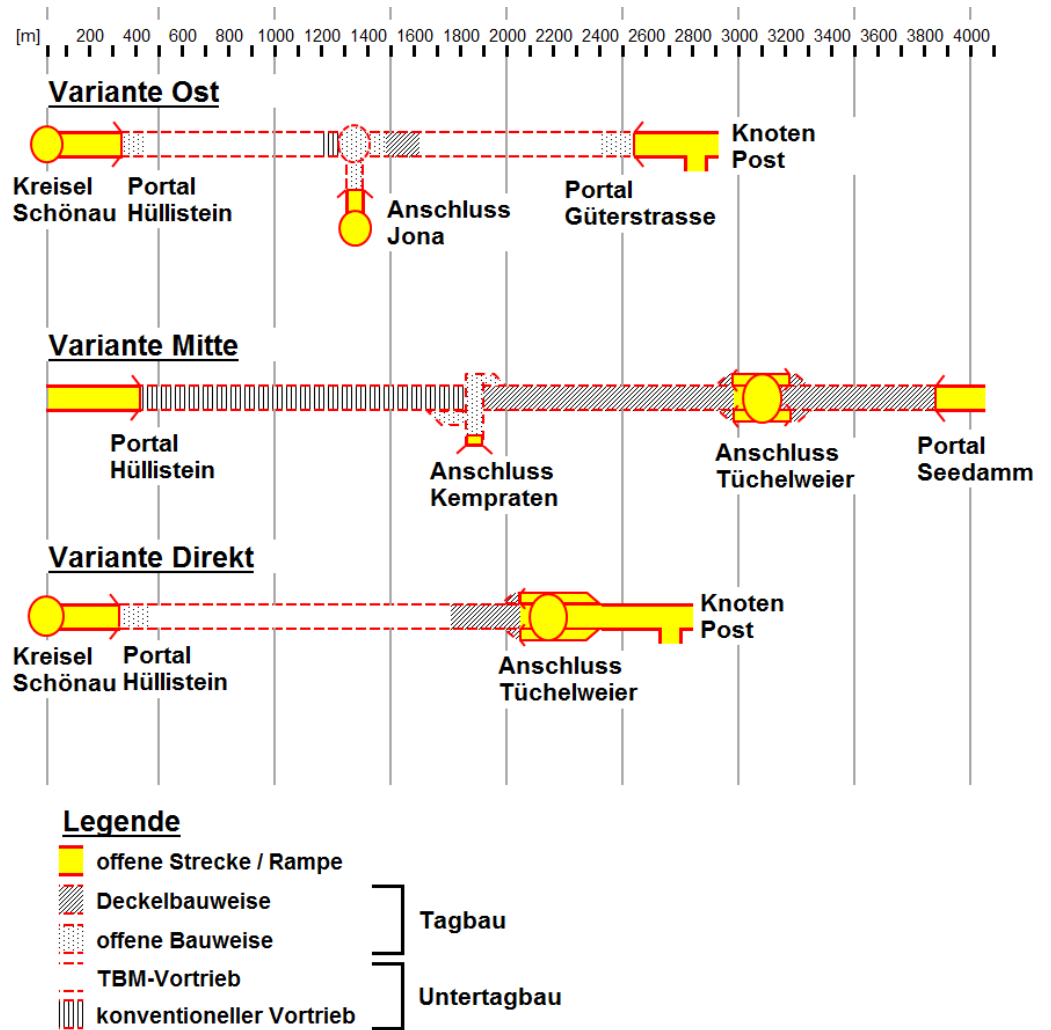 [m] 200 400 600 800 1000 1200 1400 1600 1800 2000 2200 2400 2600 2800 3000 3200 3400 3600 3800 4000
Variante Ost
Kreisel
Schönau
Portal
Hüllistein
Anschluss
Jona
Portal
Güterstrasse
Knoten
Post
Variante Mitte
Portal
Hüllistein
Anschluss
Kempraten
Anschluss
Tüchelweier
Portal
Seedamm
Variante Direkt
Kreisel
Schönau
Portal
Hüllistein
Anschluss
Tüchelweier
Knoten
Post
Legende
offene Strecke / Rampe
Deckelbauweise
offene Bauweise
Tagbau
TBM-Vortrieb
konventioneller Vortrieb
Untertagbau